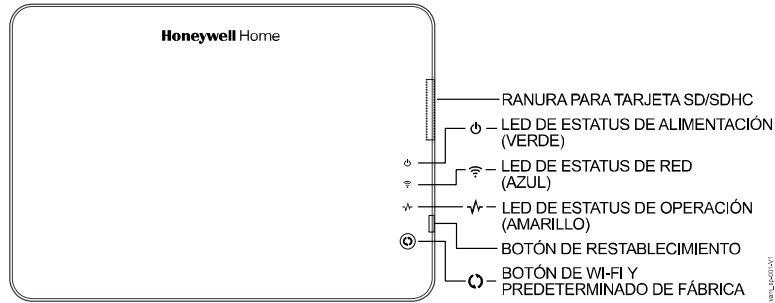 Honeywell Home
RANURA PARA TARJETA SD/SDHC
LED DE ESTATUS DE ALIMENTACIÓN
(VERDE)
LED DE ESTATUS DE RED
(AZUL)
LED DE ESTATUS DE OPERACIÓN
(AMARILLO)
BOTÓN DE RESTABLECIMIENTO
BOTÓN DE WI-FI Y
PREDETERMINADO DE FÁBRICA